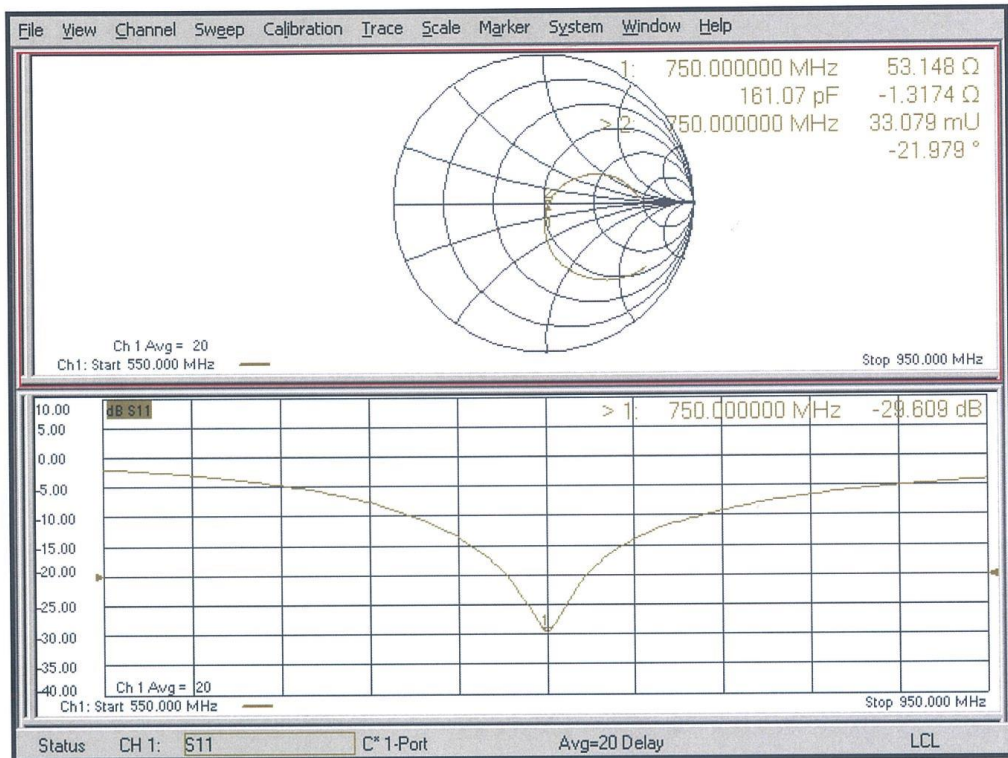 File View Channel Sweep Calibration Trace Scale Marker System Window Help
1: 750.000000 MHz 53.148 Ω
161.07 pF -1.3174 Ω
> 2: 750.000000 MHz 33.079 mU
-21.979 °
Ch 1 Avg = 20
Ch1: Start 550.000 MHz Stop 950.000 MHz
10.00 dB S11 > 1: 750.000000 MHz -29.609 dB
5.00
0.00
-5.00
-10.00
-15.00
-20.00
-25.00
1
-30.00
-35.00
-40.00 Ch 1 Avg = 20
Ch1: Start 550.000 MHz Stop 950.000 MHz
Status CH 1: S11 C* 1-Port Avg=20 Delay LCL